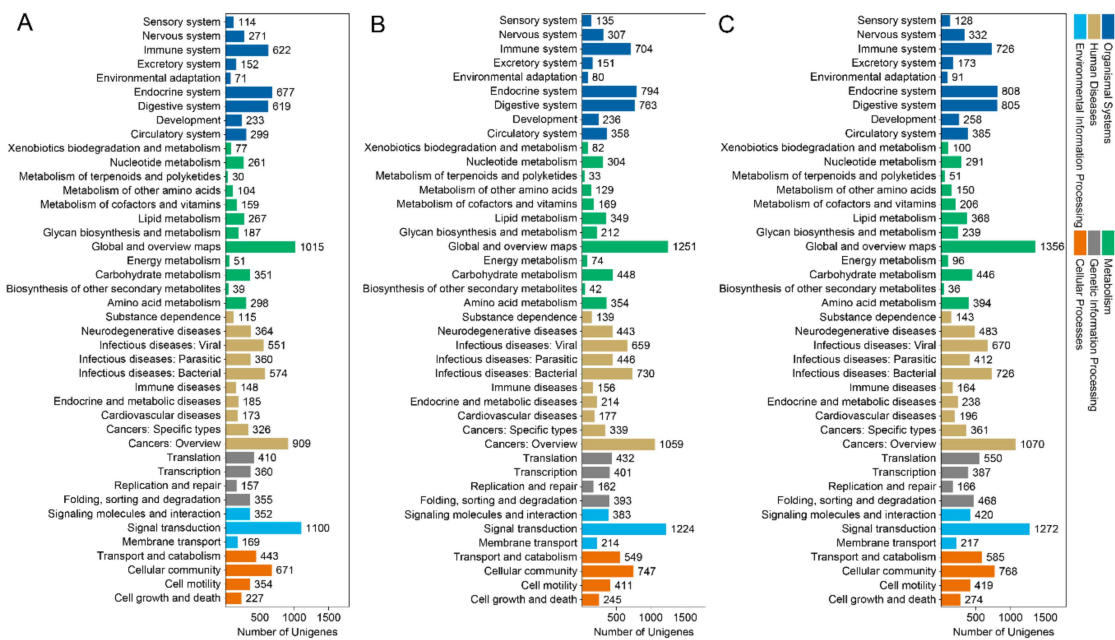 A
Sensory system 114
Nervous system 271
Immune system 622
Excretory system 152
Environmental adaptation 71
Endocrine system 677
Digestive system 619
Development 233
Circulatory system 299
Xenobiotics biodegradation and metabolism 77
Nucleotide metabolism 261
Metabolism of terpenoids and polyketides 30
Metabolism of other amino acids 104
Metabolism of cofactors and vitamins 159
Lipid metabolism 267
Glycan biosynthesis and metabolism 187
Global and overview maps 1015
Energy metabolism 51
Carbohydrate metabolism 351
Biosynthesis of other secondary metabolites 39
Amino acid metabolism 298
Substance dependence 115
Neurodegenerative diseases 364
Infectious diseases: Viral 551
Infectious diseases: Parasitic 360
Infectious diseases: Bacterial 574
Immune diseases 148
Endocrine and metabolic diseases 185
Cardiovascular diseases 173
Cancers: Specific types 326
Cancers: Overview 909
Translation 410
Transcription 360
Replication and repair 157
Folding, sorting and degradation 355
Signaling molecules and interaction 352
Signal transduction 1100
Membrane transport 169
Transport and catabolism 443
Cellular community 671
Cell motility 354
Cell growth and death 227
0 500 1000 1500
Number of Unigenes
B
Sensory system 135
Nervous system 307
Immune system 704
Excretory system 151
Environmental adaptation 80
Endocrine system 794
Digestive system 763
Development 236
Circulatory system 358
Xenobiotics biodegradation and metabolism 82
Nucleotide metabolism 304
Metabolism of terpenoids and polyketides 33
Metabolism of other amino acids 129
Metabolism of cofactors and vitamins 169
Lipid metabolism 349
Glycan biosynthesis and metabolism 212
Global and overview maps 1251
Energy metabolism 74
Carbohydrate metabolism 448
Biosynthesis of other secondary metabolites 42
Amino acid metabolism 354
Substance dependence 139
Neurodegenerative diseases 443
Infectious diseases: Viral 659
Infectious diseases: Parasitic 446
Infectious diseases: Bacterial 730
Immune diseases 156
Endocrine and metabolic diseases 214
Cardiovascular diseases 177
Cancers: Specific types 339
Cancers: Overview 1059
Translation 432
Transcription 401
Replication and repair 162
Folding, sorting and degradation 393
Signaling molecules and interaction 383
Signal transduction 1224
Membrane transport 214
Transport and catabolism 549
Cellular community 747
Cell motility 411
Cell growth and death 245
0 500 1000 1500
Number of Unigenes
C
Sensory system 128
Nervous system 332
Immune system 726
Excretory system 173
Environmental adaptation 91
Endocrine system 808
Digestive system 805
Development 258
Circulatory system 385
Xenobiotics biodegradation and metabolism 100
Nucleotide metabolism 291
Metabolism of terpenoids and polyketides 51
Metabolism of other amino acids 150
Metabolism of cofactors and vitamins 206
Lipid metabolism 368
Glycan biosynthesis and metabolism 239
Global and overview maps 1356
Energy metabolism 96
Carbohydrate metabolism 446
Biosynthesis of other secondary metabolites 36
Amino acid metabolism 394
Substance dependence 143
Neurodegenerative diseases 483
Infectious diseases: Viral 670
Infectious diseases: Parasitic 412
Infectious diseases: Bacterial 726
Immune diseases 164
Endocrine and metabolic diseases 238
Cardiovascular diseases 196
Cancers: Specific types 361
Cancers: Overview 1070
Translation 550
Transcription 387
Replication and repair 166
Folding, sorting and degradation 468
Signaling molecules and interaction 420
Signal transduction 1272
Membrane transport 217
Transport and catabolism 585
Cellular community 768
Cell motility 419
Cell growth and death 274
0 500 1000 1500
Number of Unigenes
Organismal Systems
Human Diseases
Environmental Information Processing
Metabolism
Genetic Information Processing
Cellular Processes